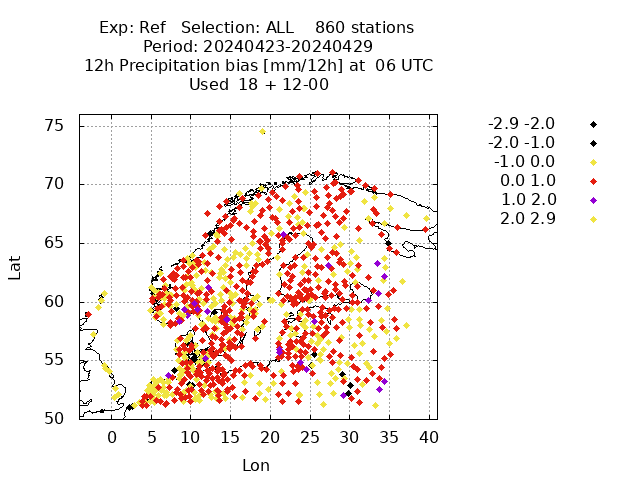 Exp: Ref   Selection: ALL    860 stations
Period: 20240423-20240429
12h Precipitation bias [mm/12h] at  06 UTC
Used  18 + 12-00
-2.9 -2.0
-2.0 -1.0
-1.0 0.0
0.0 1.0
1.0 2.0
2.0 2.9
75
70
65
60
55
50
Lat
0 5 10 15 20 25 30 35 40
Lon